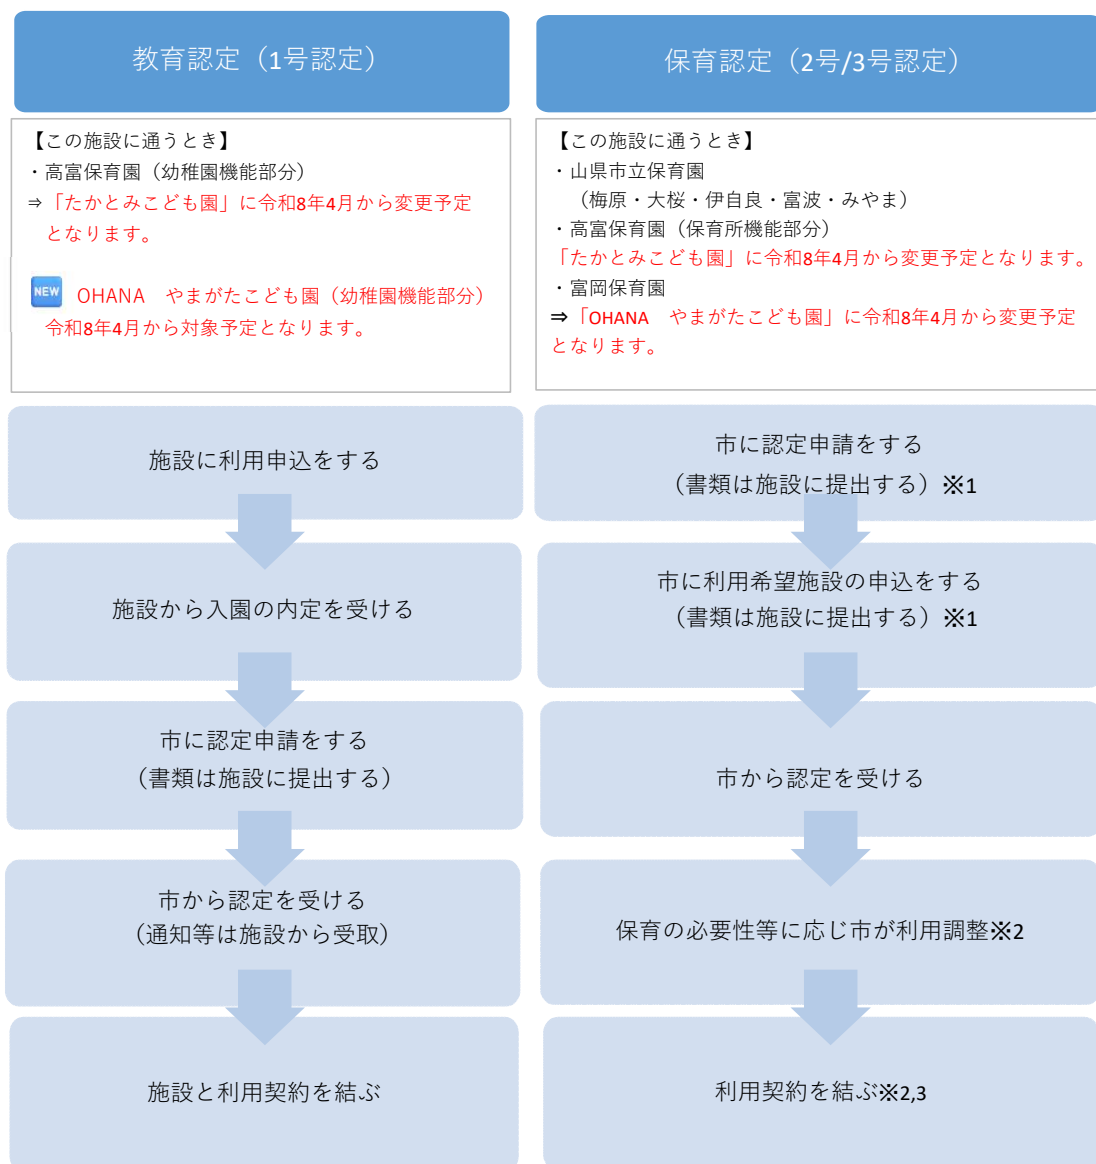 教育認定（1号認定）
【この施設に通うとき】
・高富保育園（幼稚園機能部分）
⇒「たかとみこども園」に令和8年4月から変更予定
となります。
NEW OHANA　やまがたこども園（幼稚園機能部分）
令和8年4月から対象予定となります。
施設に利用申込をする
施設から入園の内定を受ける
市に認定申請をする
（書類は施設に提出する）
市から認定を受ける
（通知等は施設から受取）
施設と利用契約を結ぶ
保育認定（2号/3号認定）
【この施設に通うとき】
・山県市立保育園
（梅原・大桜・伊自良・富波・みやま）
・高富保育園（保育所機能部分）
「たかとみこども園」に令和8年4月から変更予定となります。
・富岡保育園
⇒「OHANA　やまがたこども園」に令和8年4月から変更予定
となります。
市に認定申請をする
（書類は施設に提出する）※1
市に利用希望施設の申込をする
（書類は施設に提出する）※1
市から認定を受ける
保育の必要性等に応じ市が利用調整※2
利用契約を結ぶ※2,3